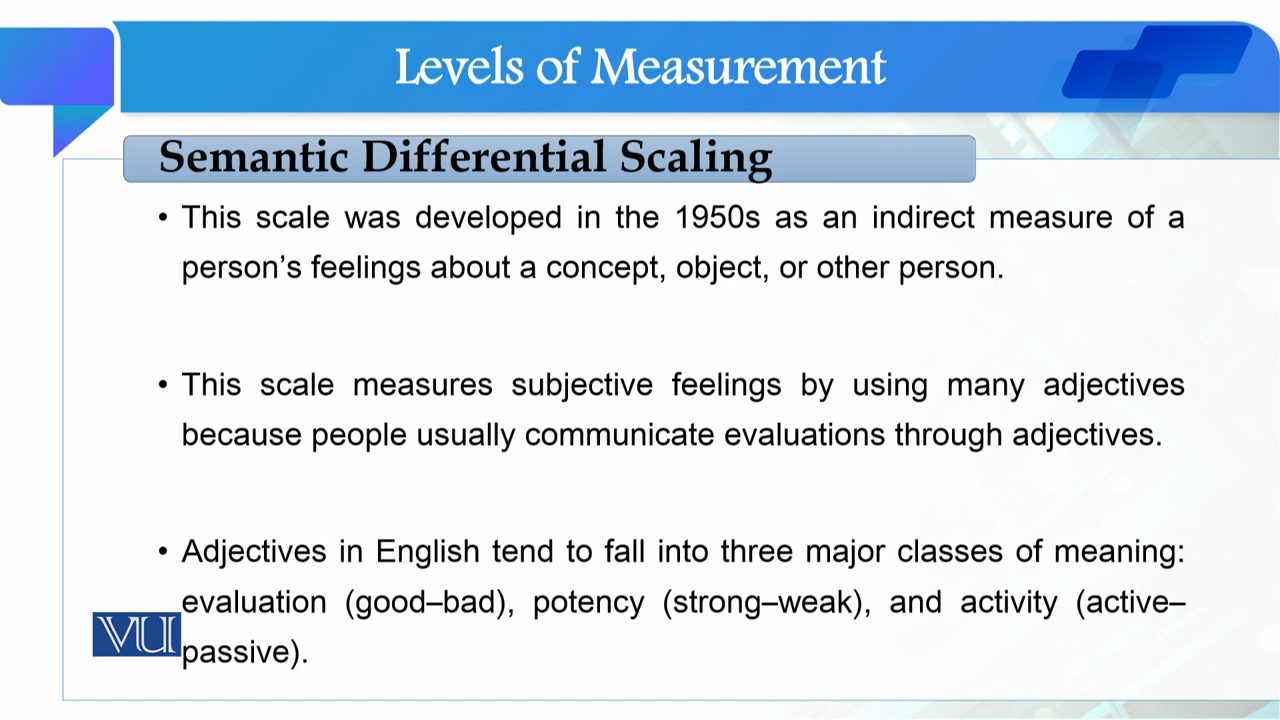 Levels of Measurement
Semantic Differential Scaling
• This scale was developed in the 1950s as an indirect measure of a
person’s feelings about a concept, object, or other person.
• This scale measures subjective feelings by using many adjectives
because people usually communicate evaluations through adjectives.
• Adjectives in English tend to fall into three major classes of meaning:
evaluation (good–bad), potency (strong–weak), and activity (active–
passive).
VU